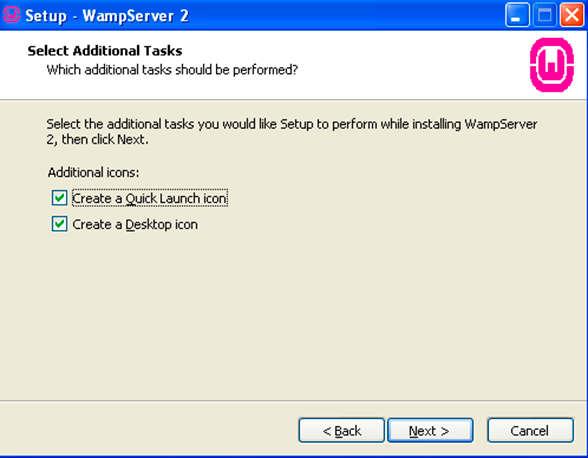 Setup - WampServer 2
Select Additional Tasks
Which additional tasks should be performed?
Select the additional tasks you would like Setup to perform while installing WampServer
2, then click Next.
Additional icons:
Create a Quick Launch icon
Create a Desktop icon
< Back Next > Cancel